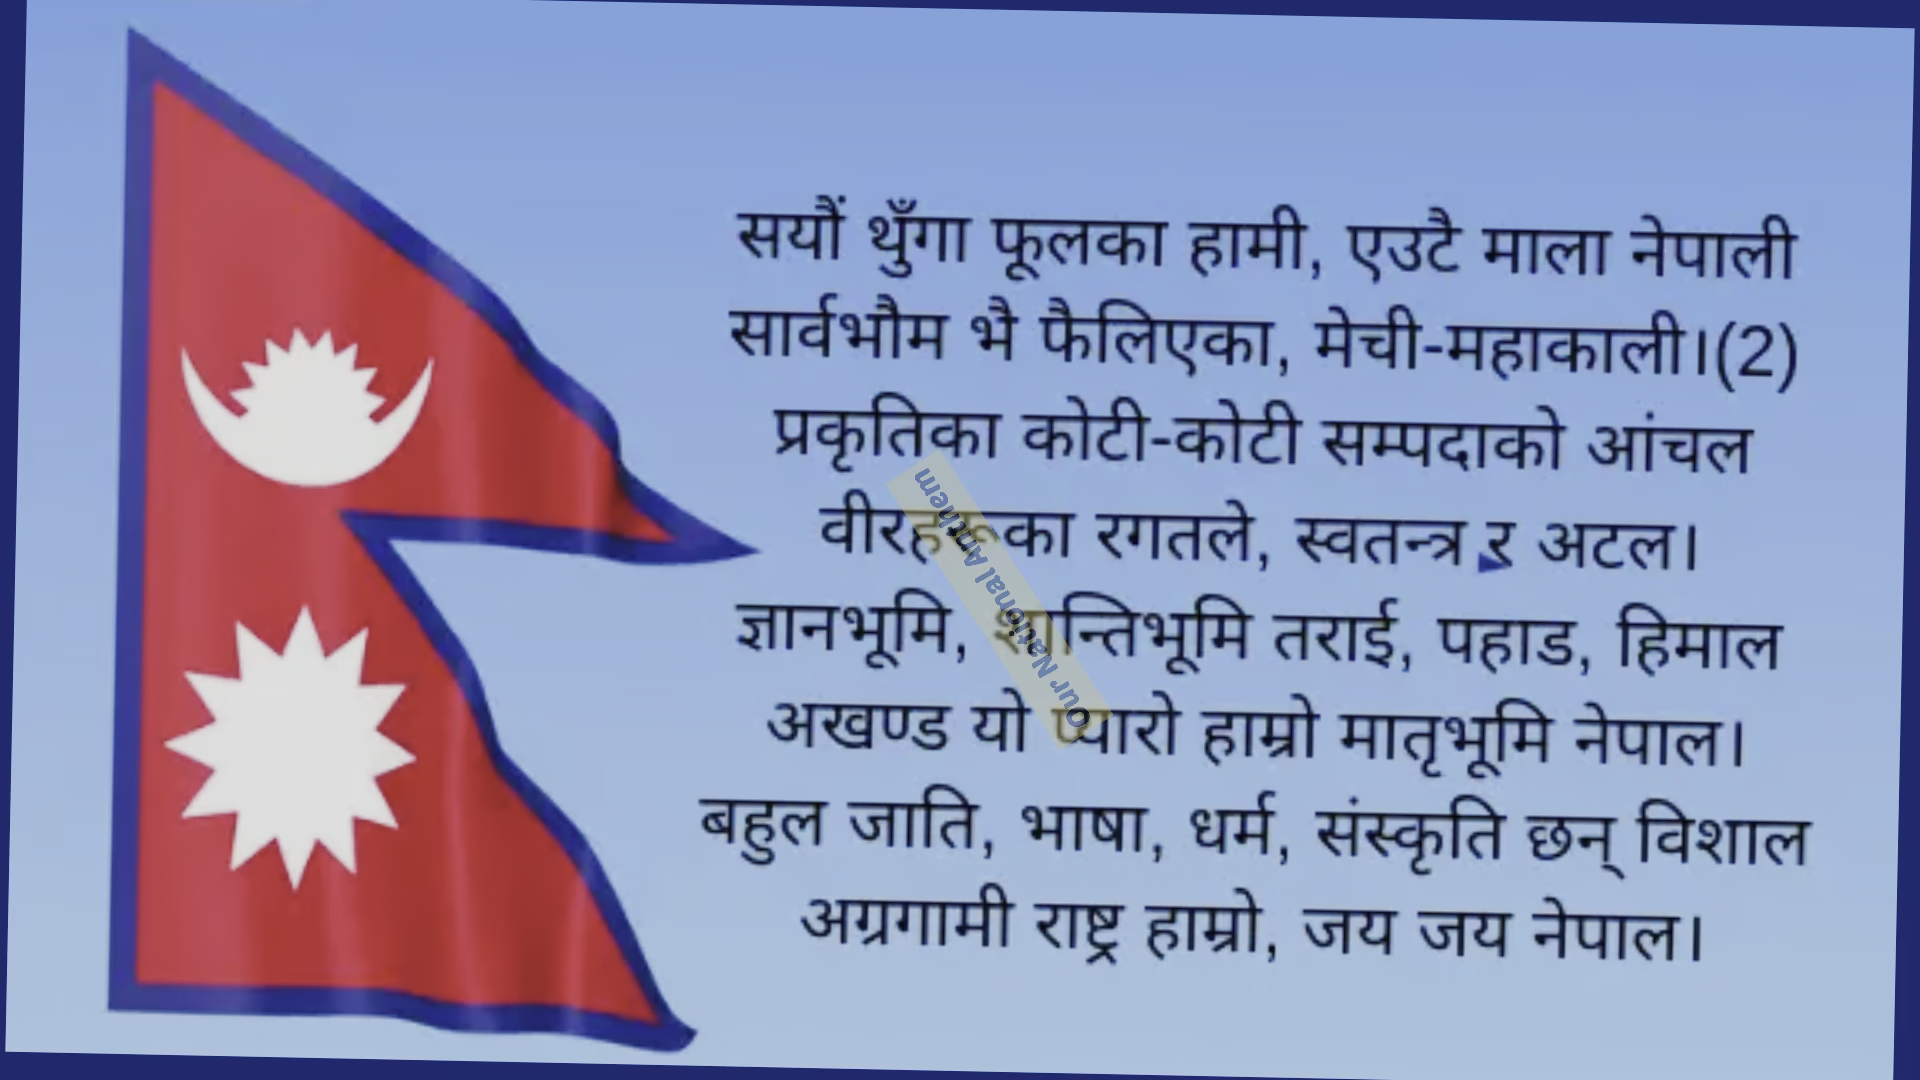 सयौं थुँगा फूलका हामी, एउटै माला नेपाली
सार्वभौम भै फैलिएका, मेची-महाकाली।(2)
प्रकृतिका कोटी-कोटी सम्पदाको आंचल
वीरहरूका रगतले, स्वतन्त्र र अटल।
ज्ञानभूमि, शान्तिभूमि तराई, पहाड, हिमाल
अखण्ड यो प्यारो हाम्रो मातृभूमि नेपाल।
बहुल जाति, भाषा, धर्म, संस्कृति छन् विशाल
अग्रगामी राष्ट्र हाम्रो, जय जय नेपाल।
Our National Anthem